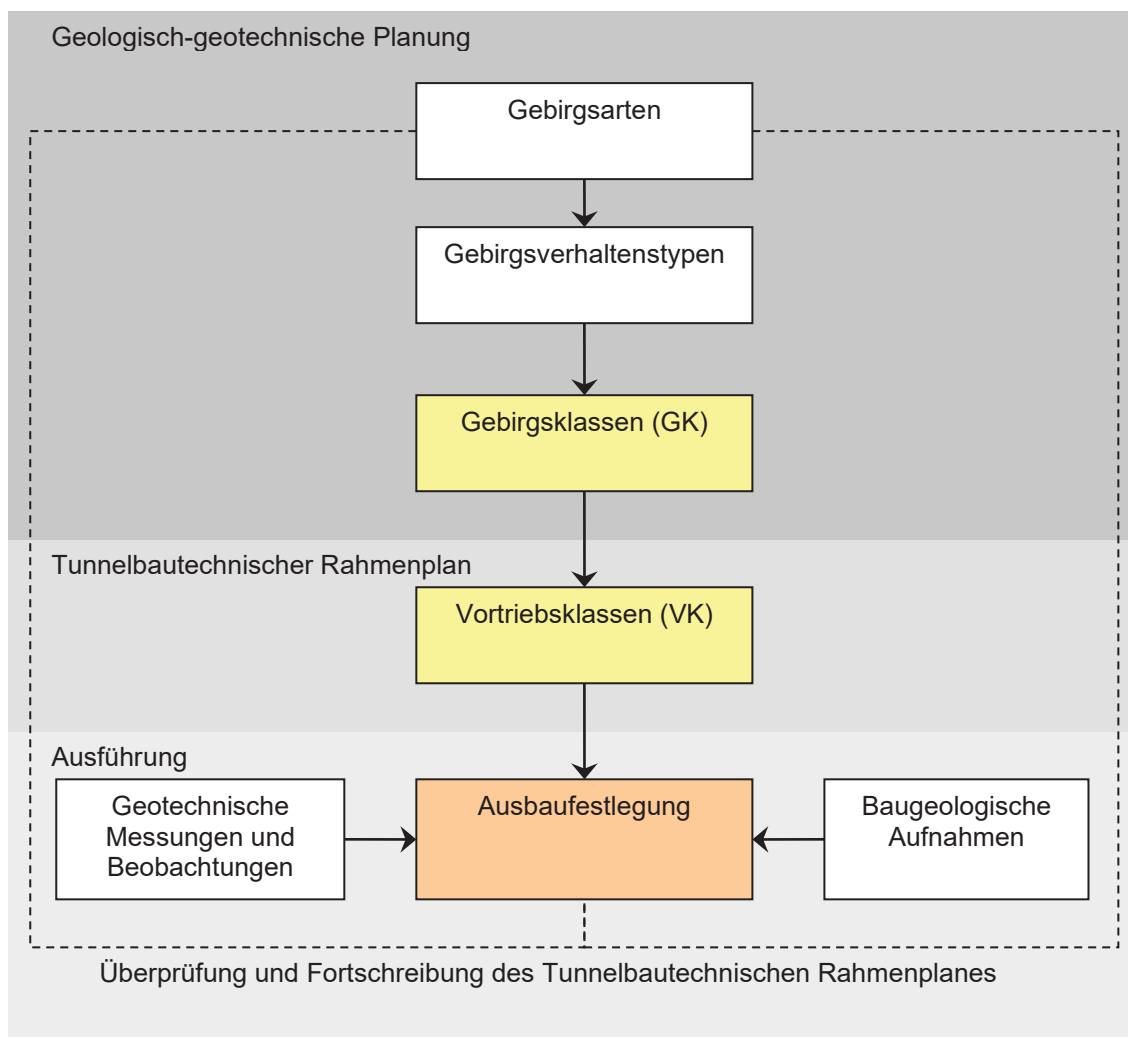 Geologisch-geotechnische Planung
Gebirgsarten
Gebirgsverhaltenstypen
Gebirgsklassen (GK)
Tunnelbautechnischer Rahmenplan
Vortriebsklassen (VK)
Ausführung
Geotechnische
Messungen und
Beobachtungen
Ausbaufestlegung
Baugeologische
Aufnahmen
Überprüfung und Fortschreibung des Tunnelbautechnischen Rahmenplanes